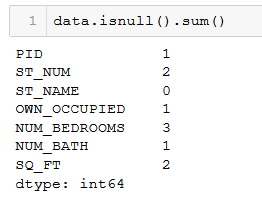 1 data.isnull().sum()
PID 1
ST_NUM 2
ST_NAME 0
OWN_OCCUPIED 1
NUM_BEDROOMS 3
NUM_BATH 1
SQ_FT 2
dtype: int64